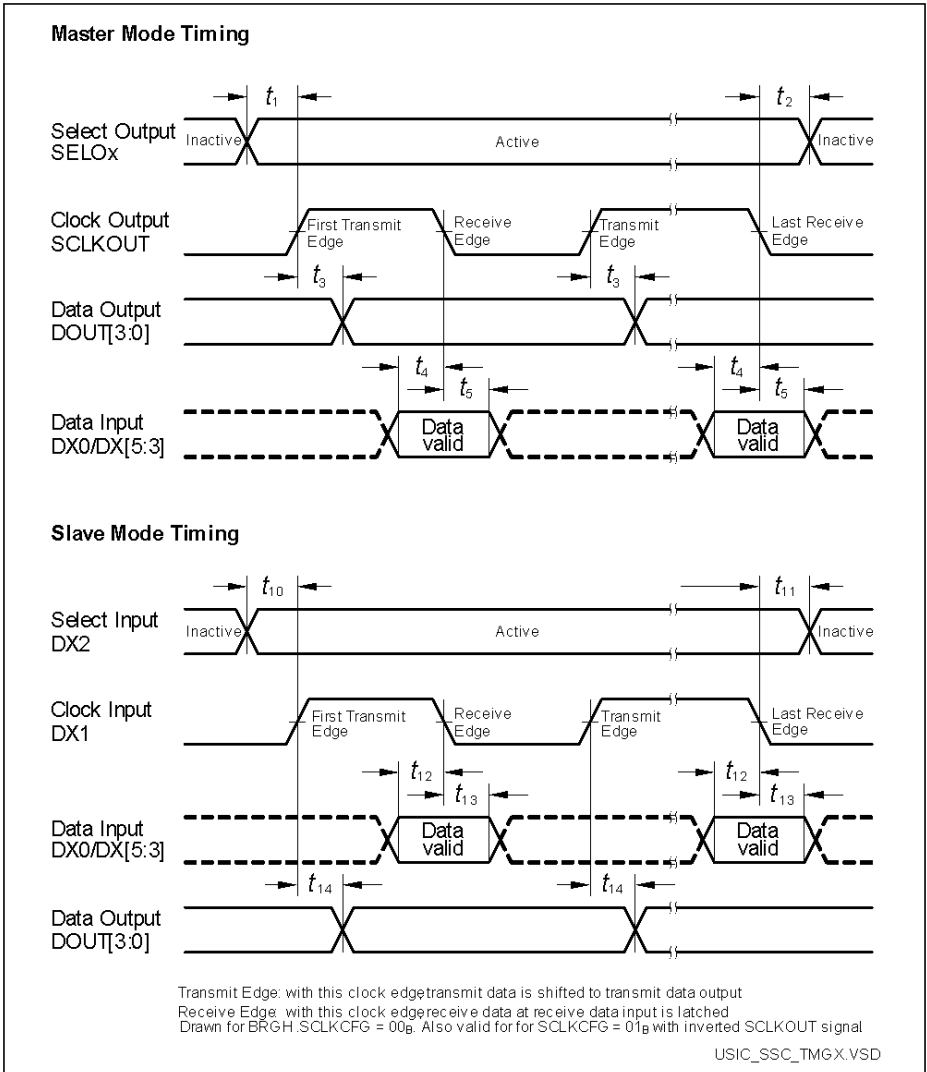 Master Mode Timing
t1
t2
Select Output
SELOx
Inactive
Active
Inactive
Clock Output
SCLKOUT
First Transmit
Edge
Receive
Edge
Transmit
Edge
Last Receive
Edge
t3
t3
Data Output
DOUT[3:0]
t4
t5
t4
t5
Data Input
DX0/DX[5:3]
Data
valid
Data
valid
Slave Mode Timing
t10
t11
Select Input
DX2
Inactive
Active
Inactive
Clock Input
DX1
First Transmit
Edge
Receive
Edge
Transmit
Edge
Last Receive
Edge
t12
t13
t12
t13
Data Input
DX0/DX[5:3]
Data
valid
Data
valid
t14
t14
Data Output
DOUT[3:0]
Transmit Edge: with this clock edge,transmit data is shifted to transmit data output
Receive Edge: with this clock edge,receive data at receive data input is latched
Drawn for BRGH.SCLKCFG = 00B. Also valid for for SCLKCFG = 01B with inverted SCLKOUT signal
USIC_SSC_TMGX.VSD